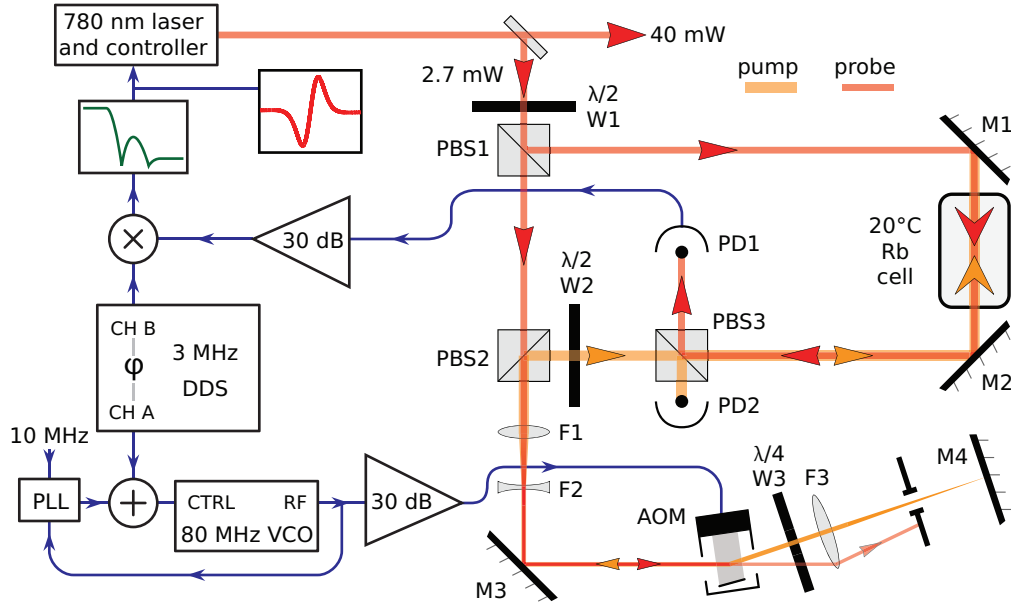 780 nm laser
and controller
40 mW
2.7 mW
pump
probe
λ/2
W1
PBS1
M1
20°C
Rb
cell
30 dB
PD1
λ/2
W2
PBS3
PBS2
M2
CH B
φ
CH A
3 MHz
DDS
PD2
10 MHz
F1
PLL
CTRL
RF
80 MHz VCO
30 dB
F2
AOM
λ/4
W3
F3
M4
M3